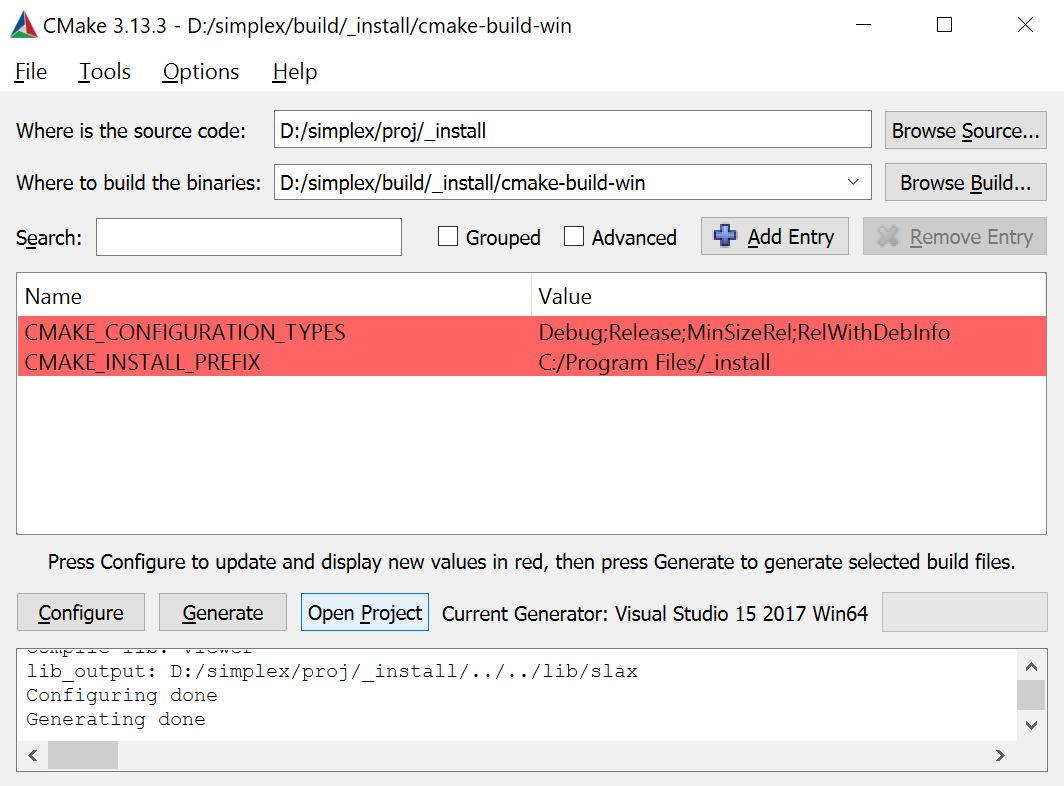 CMake 3.13.3 - D:/simplex/build/_install/cmake-build-win
File Tools Options Help
Where is the source code: D:/simplex/proj/_install Browse Source...
Where to build the binaries: D:/simplex/build/_install/cmake-build-win Browse Build...
Search: Grouped Advanced Add Entry Remove Entry
Name Value
CMAKE_CONFIGURATION_TYPES Debug;Release;MinSizeRel;RelWithDebInfo
CMAKE_INSTALL_PREFIX C:/Program Files/_install
Press Configure to update and display new values in red, then press Generate to generate selected build files.
Configure Generate Open Project Current Generator: Visual Studio 15 2017 Win64
Compile lib: viewer
lib_output: D:/simplex/proj/_install/../../lib/slax
Configuring done
Generating done